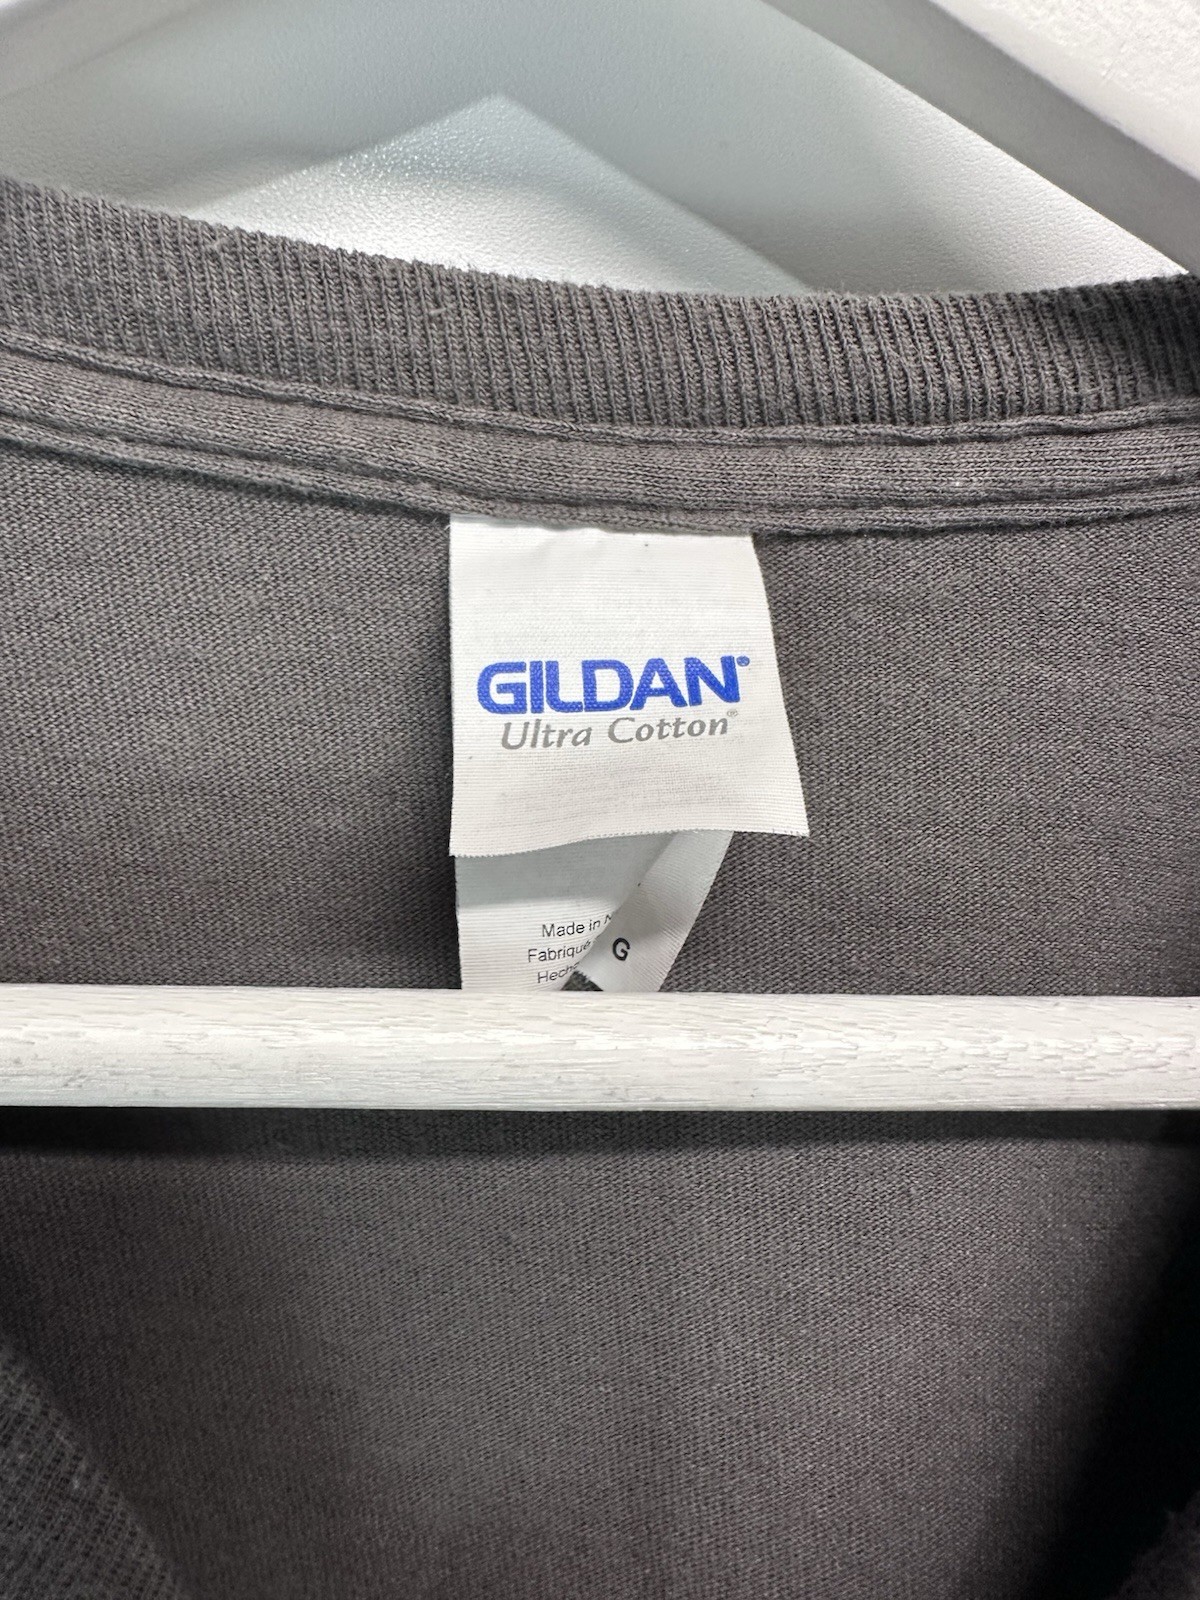 GILDAN®
Ultra Cotton®
Made in
Fabriqué
G